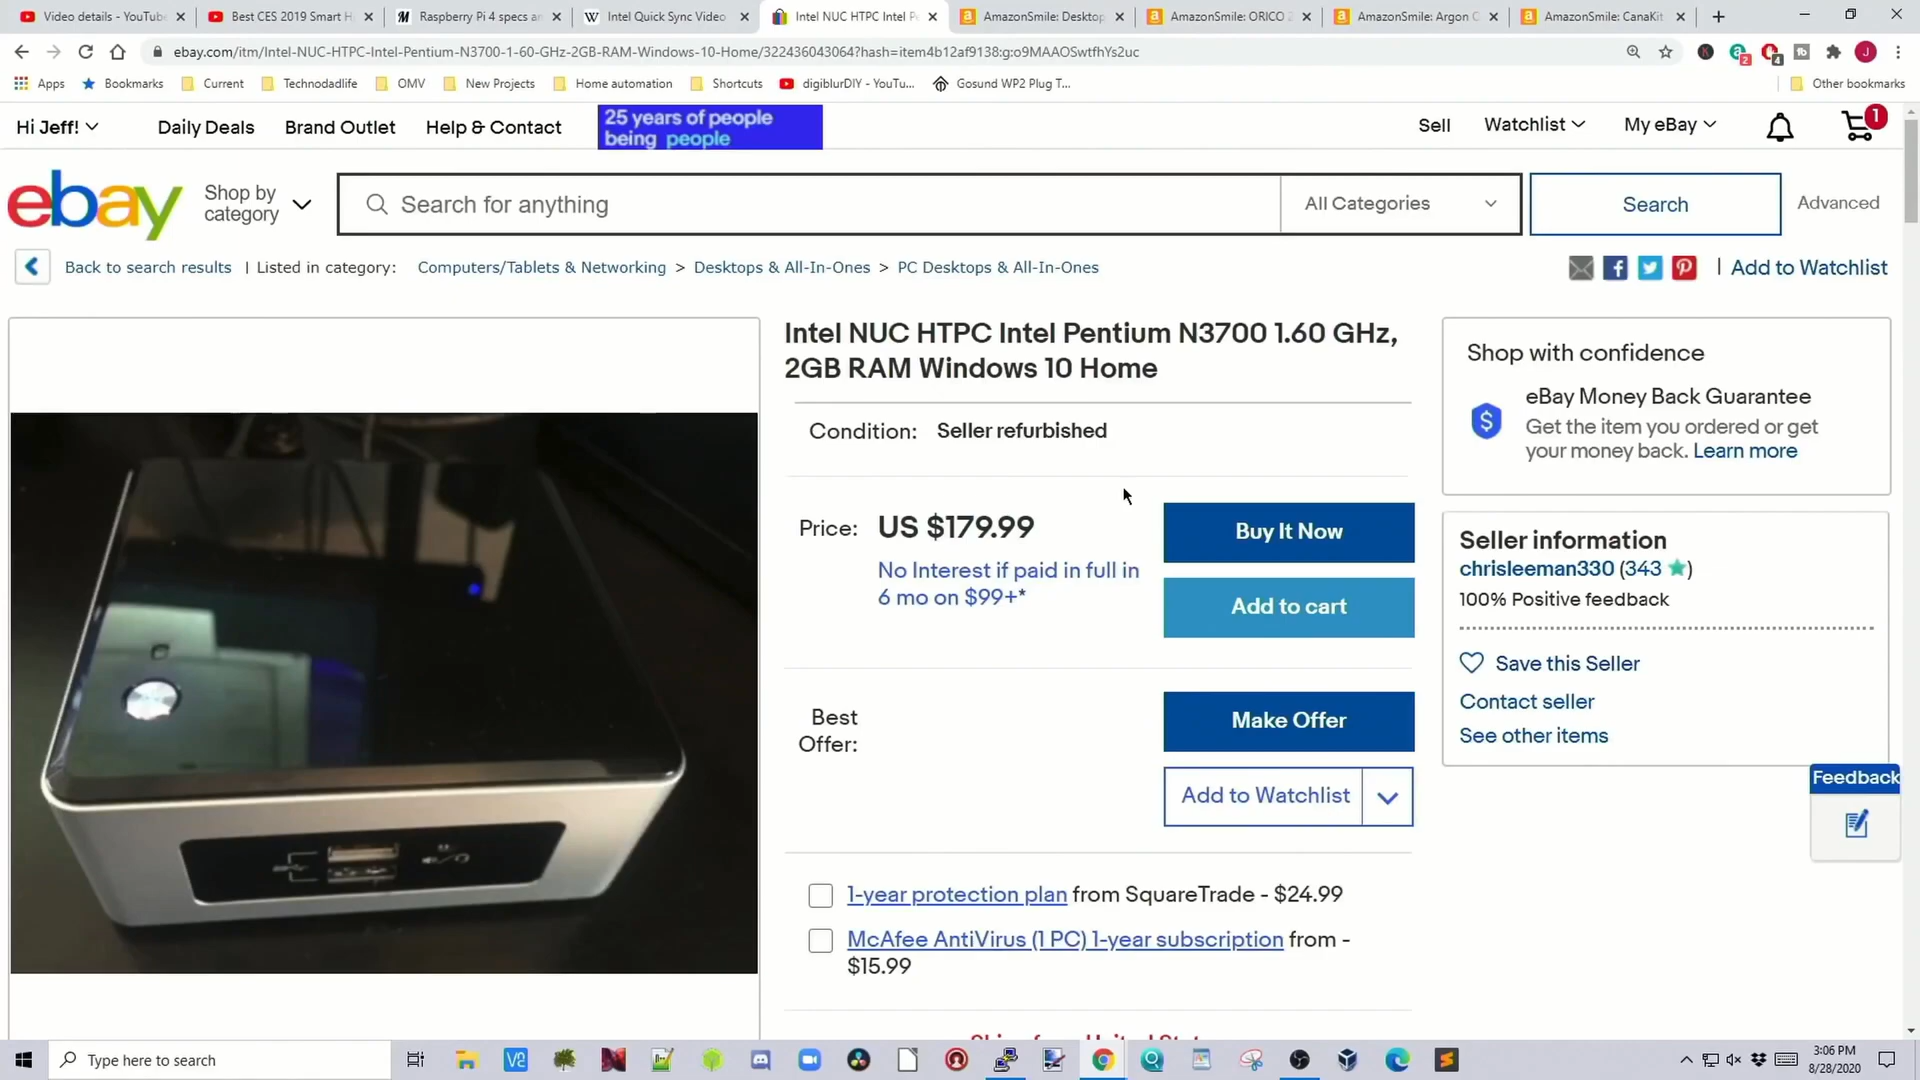 Video details - YouTube
Best CES 2019 Smart H
Raspberry Pi 4 specs an
Intel Quick Sync Video
Intel NUC HTPC Intel P
AmazonSmile: Desktop
AmazonSmile: ORICO 2
AmazonSmile: Argon O
AmazonSmile: CanaKit
ebay.com/itm/Intel-NUC-HTPC-Intel-Pentium-N3700-1-60-GHz-2GB-RAM-Windows-10-Home/322436043064?hash=item4b12af9138:g:o9MAAOSwtfhYs2uc
Apps
Bookmarks
Current
Technodadlife
OMV
New Projects
Home automation
Shortcuts
digiblurDIY - YouTu...
Gosund WP2 Plug T...
Other bookmarks
Hi Jeff!
Daily Deals
Brand Outlet
Help & Contact
25 years of people
being people
Sell
Watchlist
My eBay
1
ebay
Shop by
category
Search for anything
All Categories
Search
Advanced
Back to search results
| Listed in category:
Computers/Tablets & Networking > Desktops & All-In-Ones > PC Desktops & All-In-Ones
| Add to Watchlist
Intel NUC HTPC Intel Pentium N3700 1.60 GHz,
2GB RAM Windows 10 Home
Condition: Seller refurbished
Price: US $179.99
No Interest if paid in full in
6 mo on $99+*
Buy It Now
Add to cart
Best
Offer:
Make Offer
Add to Watchlist
1-year protection plan from SquareTrade - $24.99
McAfee AntiVirus (1 PC) 1-year subscription from -
$15.99
Shop with confidence
eBay Money Back Guarantee
Get the item you ordered or get
your money back. Learn more
Seller information
chrisleeman330 (343)
100% Positive feedback
Save this Seller
Contact seller
See other items
Feedback
Type here to search
3:06 PM
8/28/2020